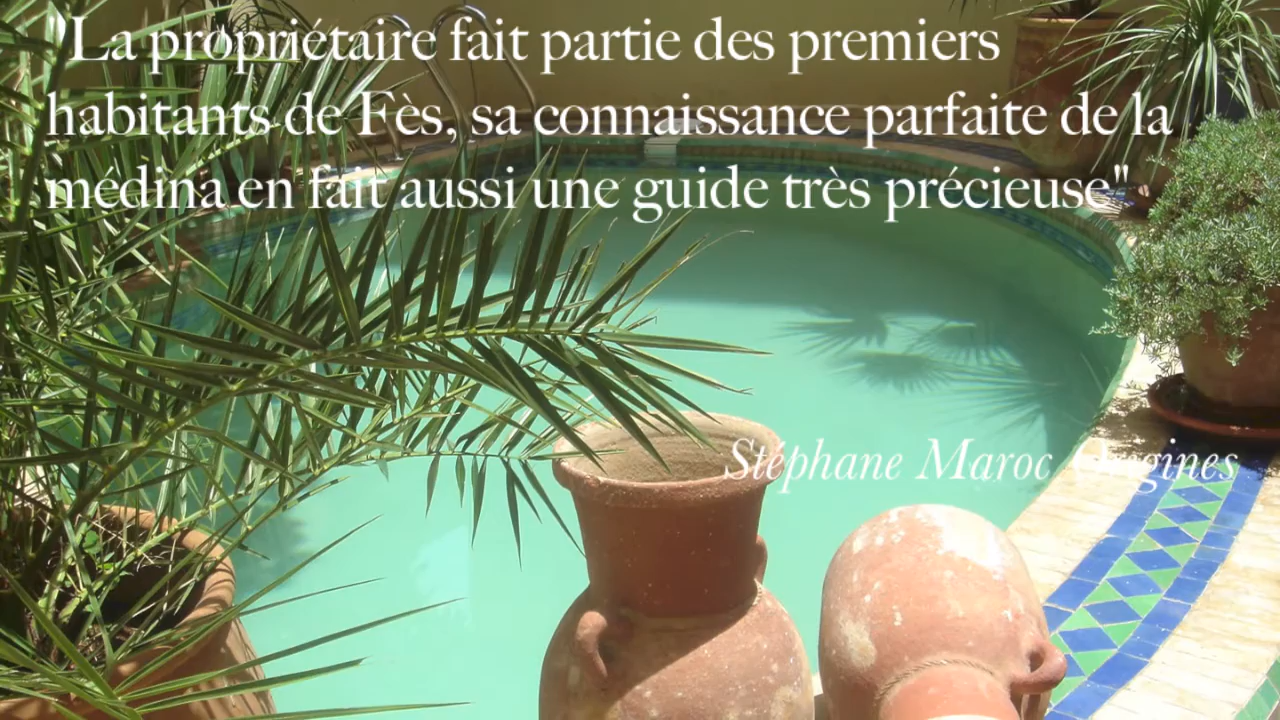 "La propriétaire fait partie des premiers
habitants de Fès, sa connaissance parfaite de la
médina en fait aussi une guide très précieuse"
Stéphane Maroc Origines